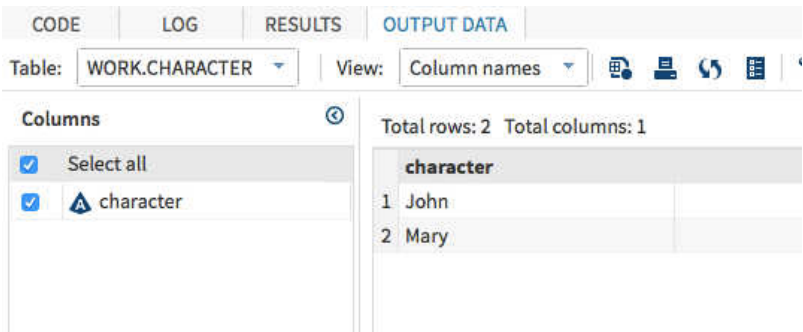 CODE LOG RESULTS OUTPUT DATA
Table: WORK.CHARACTER View: Column names
Columns
Select all
character
Total rows: 2 Total columns: 1
character
1 John
2 Mary